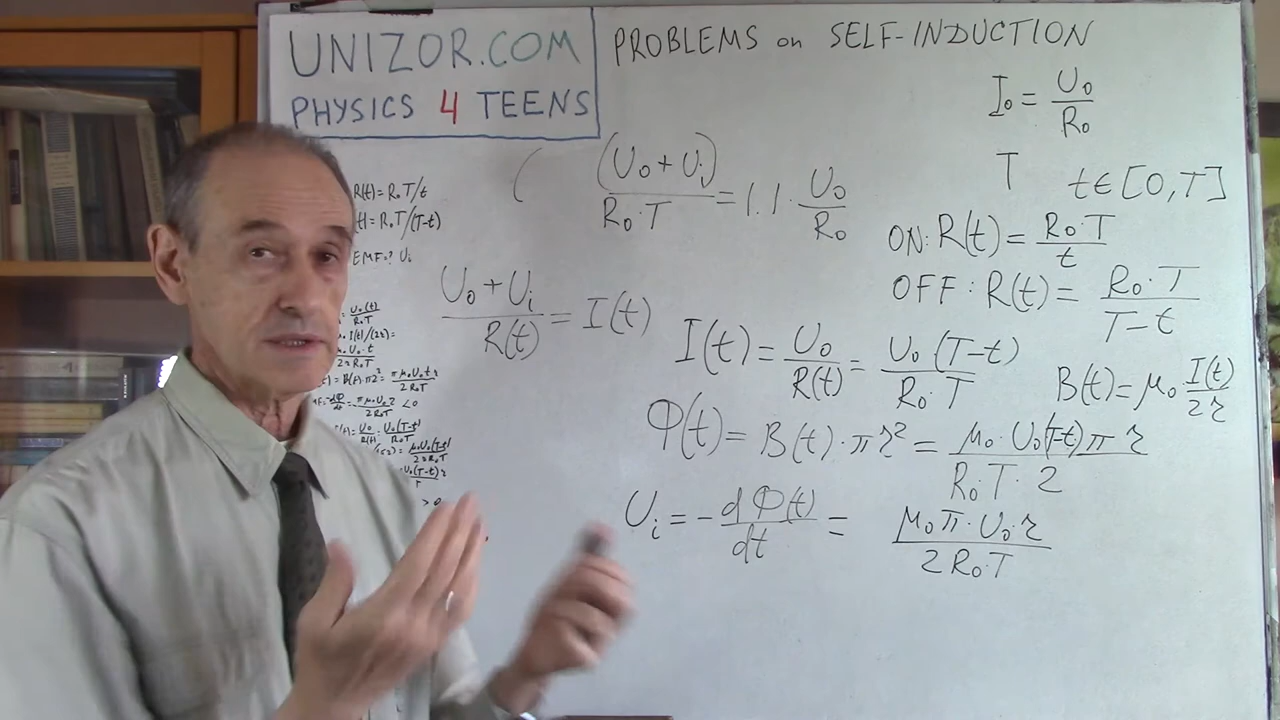 UNIZOR.COM
PHYSICS 4 TEENS
PROBLEMS on SELF-INDUCTION
I₀ = U₀/R₀
T t∈[0,T]
(
(U₀+Uᵢ)/(R₀·T) = 1.1 · U₀/R₀
ON: R(t) = R₀·T/t
OFF: R(t) = R₀·T/(T-t)
(U₀+Uᵢ)/R(t) = I(t)
I(t) = U₀/R(t) = U₀(T-t)/(R₀·T)
B(t) = μ₀ I(t)/2r
Φ(t) = B(t)·πr² = μ₀·U₀(T-t)πr/(R₀·T·2)
Uᵢ = -dΦ(t)/dt = μ₀π·U₀·r/(2R₀T)
R(t)=R₀T/t
(t)=R₀T/(T-t)
EMF=? Uᵢ